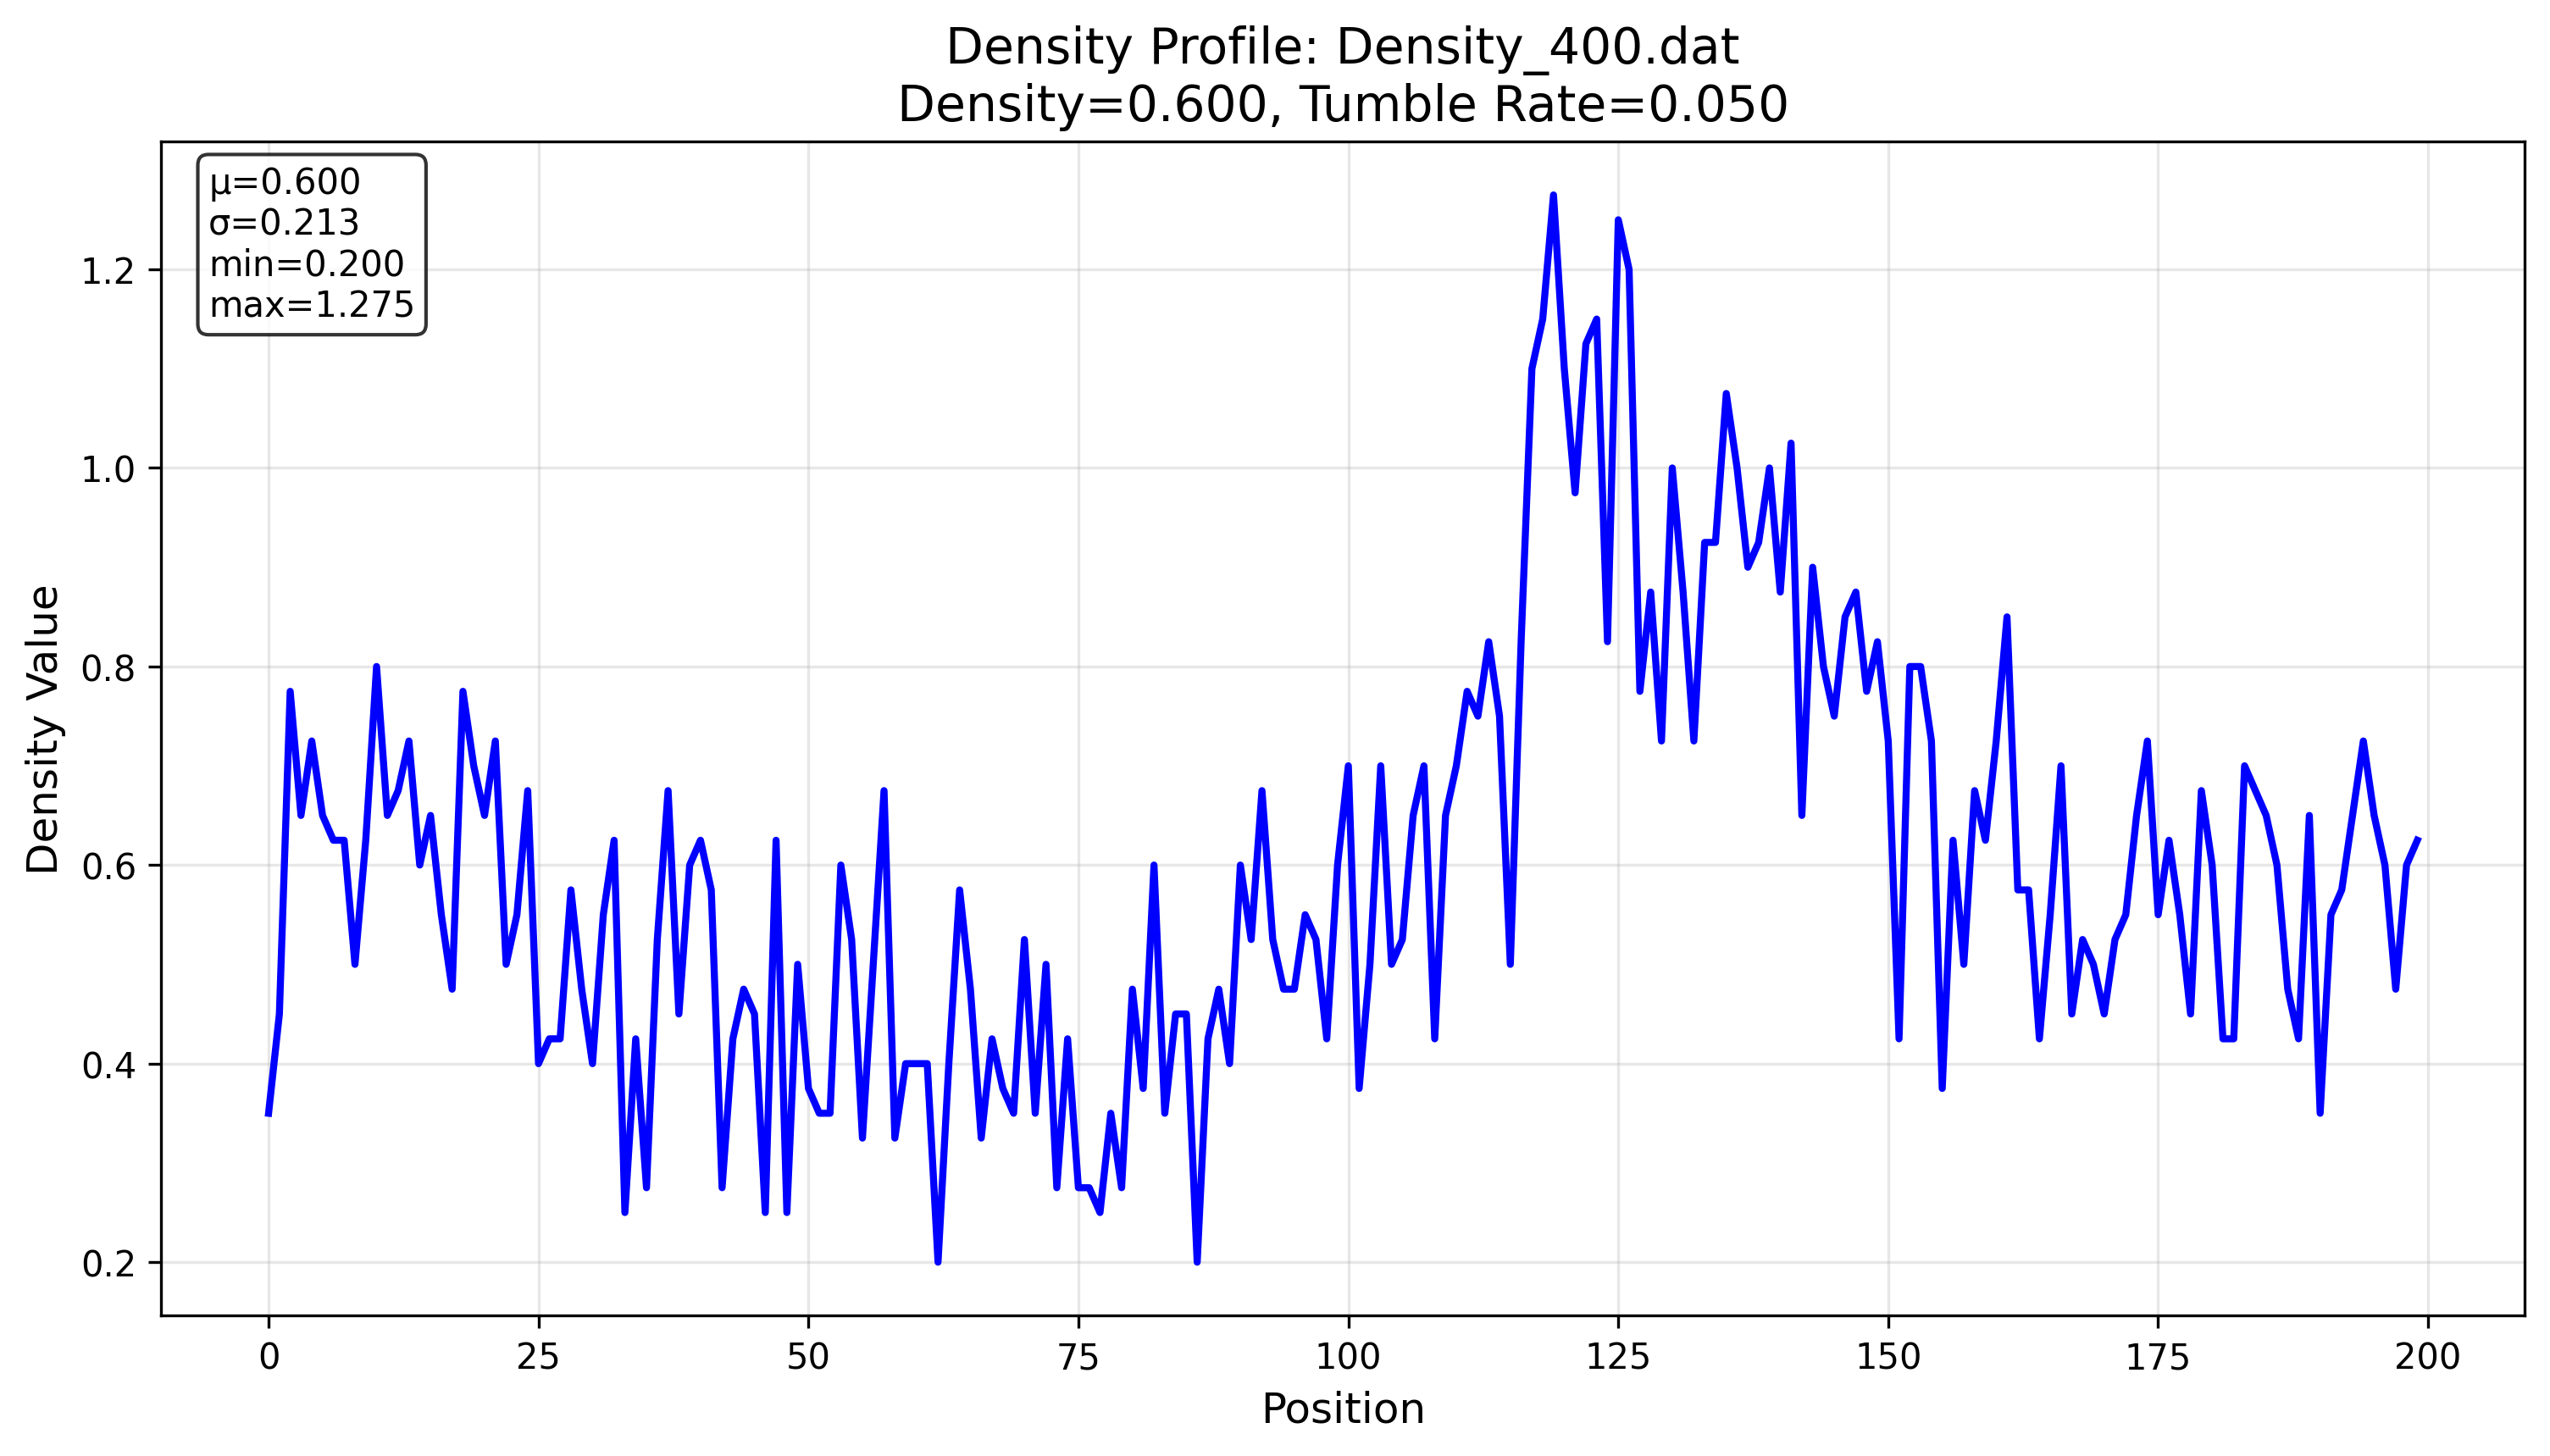 Density Profile: Density_400.dat
Density=0.600, Tumble Rate=0.050
μ=0.600
σ=0.213
min=0.200
max=1.275
1.2
1.0
0.8
0.6
0.4
0.2
Density Value
0 25 50 75 100 125 150 175 200
Position